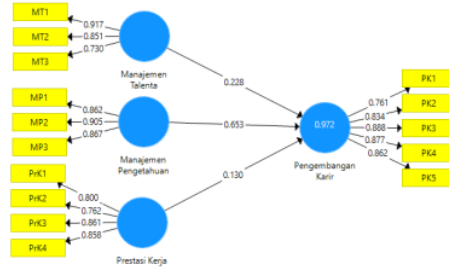 MT1
0.917
MT2
0.851
MT3
0.730
Manajemen
Talenta
0.228
MP1
0.862
MP2
0.905
MP3
0.867
Manajemen
Pengetahuan
0.653
PrK1
0.800
PrK2
0.762
PrK3
0.861
PrK4
0.858
Prestasi Kerja
0.130
0.972
Pengembangan
Karir
0.761
PK1
0.834
PK2
0.888
PK3
0.877
PK4
0.862
PK5